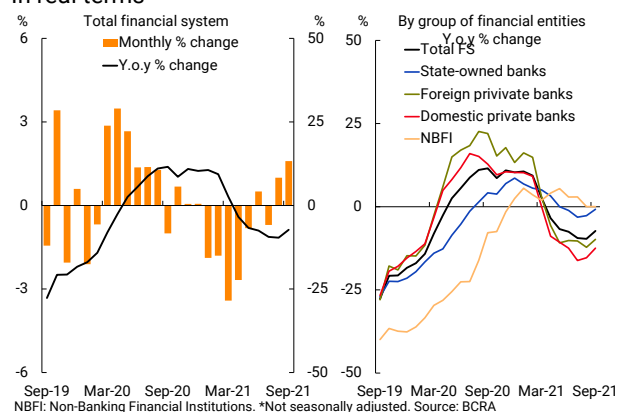 in real terms
% Total financial system %
6 50
Monthly % change
Y.o.y % change
3 25
0 0
-3 -25
-6 -50
Sep-19 Mar-20 Sep-20 Mar-21 Sep-21
% By group of financial entities
Y.o.y % change
50
Total FS
State-owned banks
Foreign privivate banks
Domestic private banks
NBFI
25
0
-25
-50
Sep-19 Mar-20 Sep-20 Mar-21 Sep-21
NBFI: Non-Banking Financial Institutions. *Not seasonally adjusted. Source: BCRA